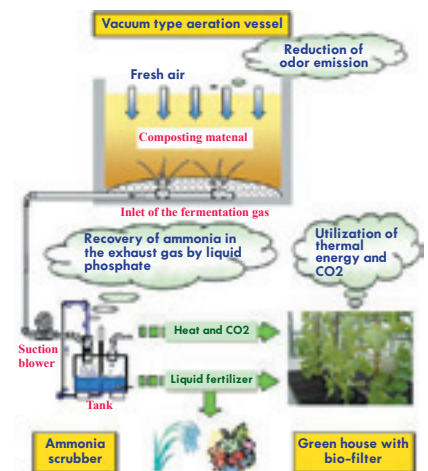 Vacuum type aeration vessel
Reduction of
odor emission
Fresh air
Composting matenal
Inlet of the fermentation gas
Recovery of ammonia in
the exhaust gas by liquid
phosphate
Utilization of
thermal
energy and
CO2
Suction
blower
Heat and CO2
Liquid fertilizer
Tank
Ammonia
scrubber
Green house with
bio-filter